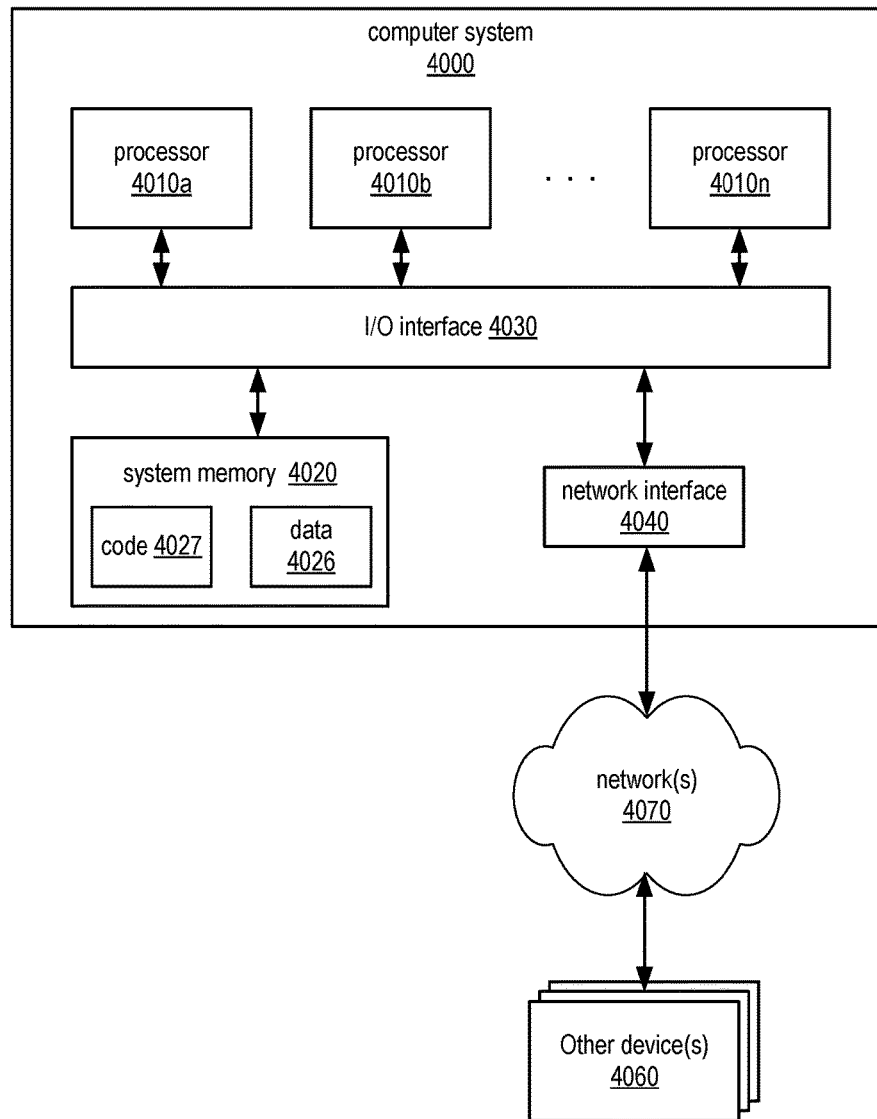 computer system
4000
processor
4010a
processor
4010b
. . .
processor
4010n
I/O interface 4030
system memory 4020
code 4027
data
4026
network interface
4040
network(s)
4070
Other device(s)
4060